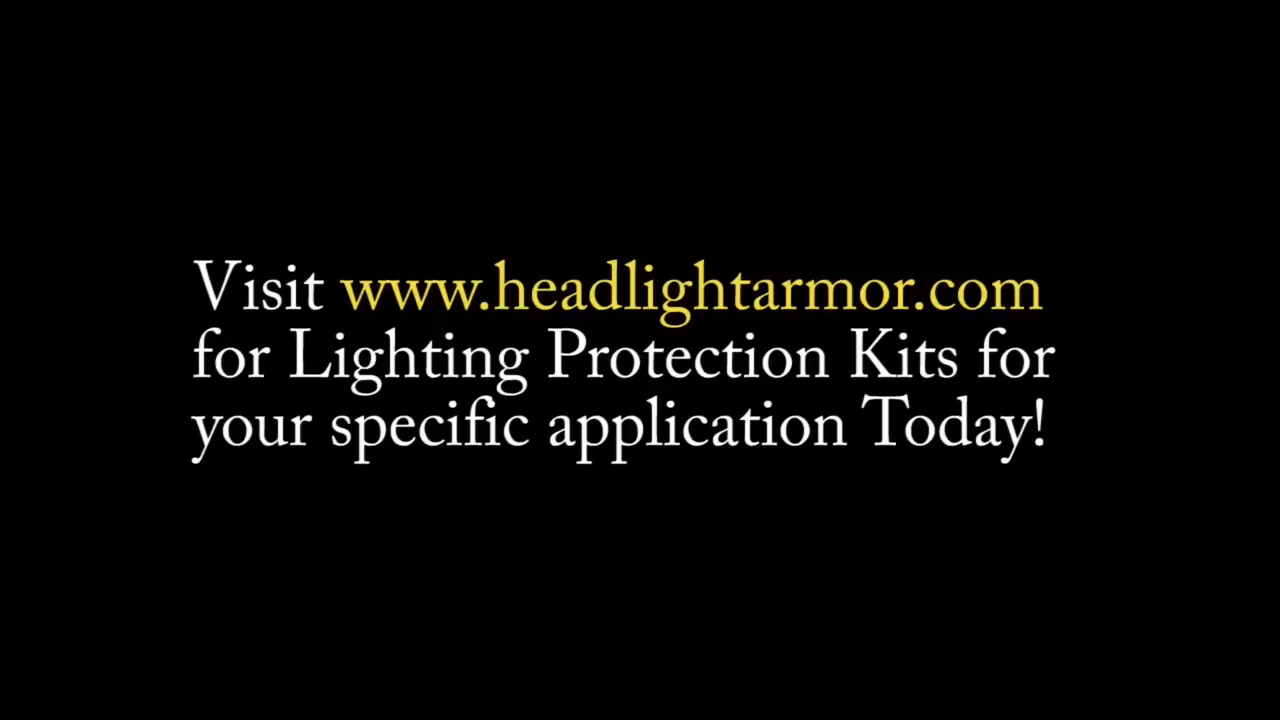 Visit www.headlightarmor.com
for Lighting Protection Kits for
your specific application Today!